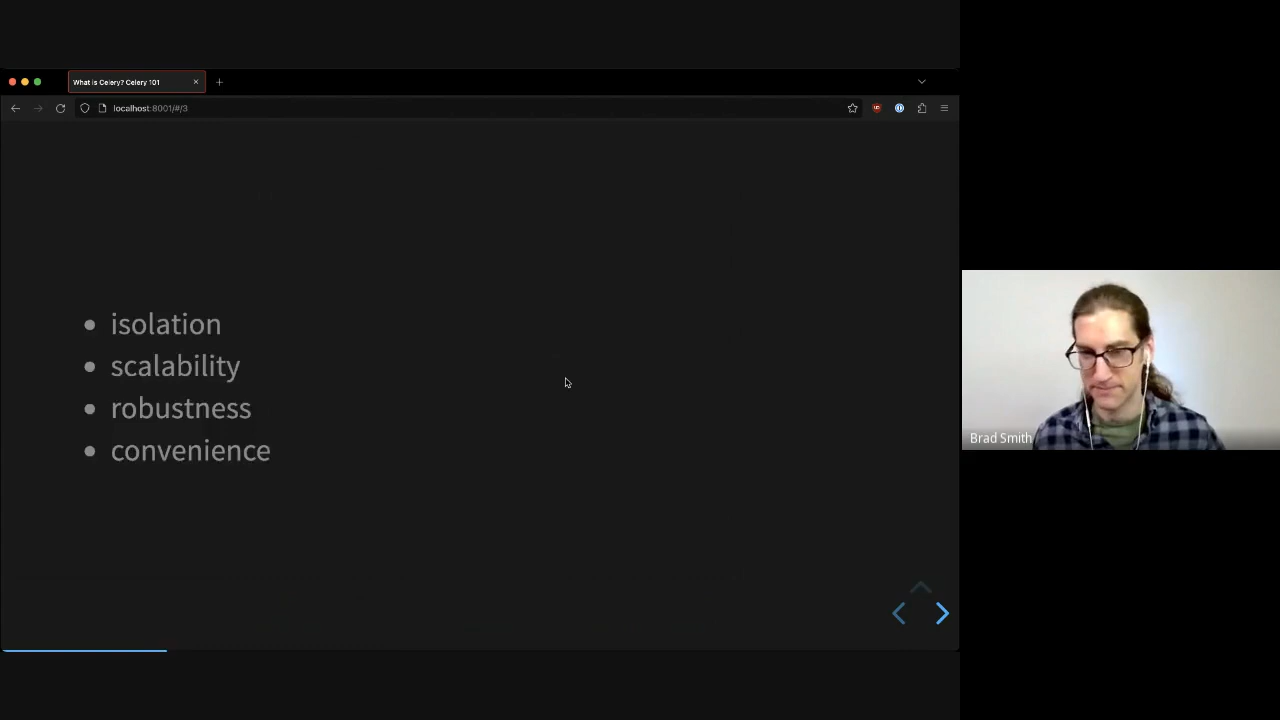 What is Celery? Celery 101
localhost:8001/#/3
isolation
scalability
robustness
convenience
Brad Smith